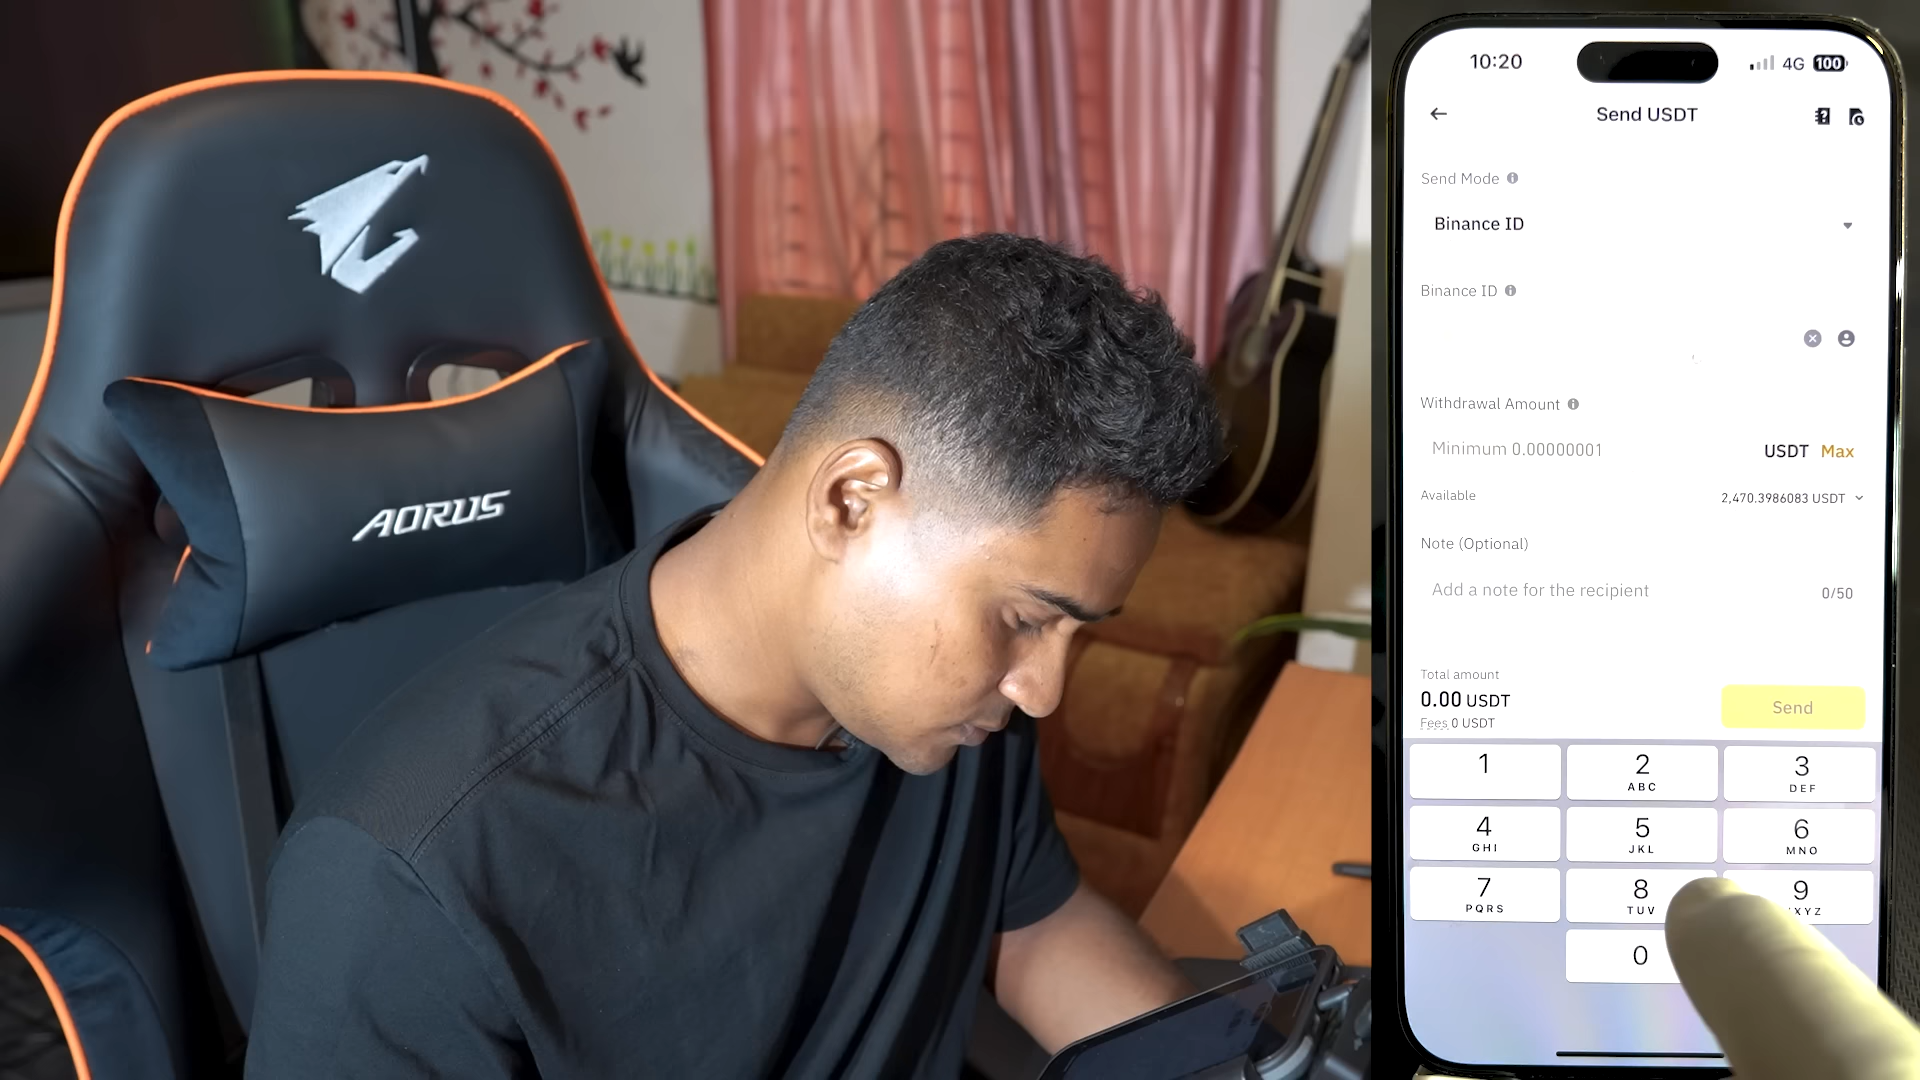 AORUS
10:20
4G 100
Send USDT
Send Mode
Binance ID
Binance ID
Withdrawal Amount
Minimum 0.00000001 USDT Max
Available 2,470.3986083 USDT
Note (Optional)
Add a note for the recipient 0/50
Total amount
0.00 USDT
Fees 0 USDT
Send
1 2 3
ABC DEF
4 5 6
GHI JKL MNO
7 8 9
PQRS TUV XYZ
0